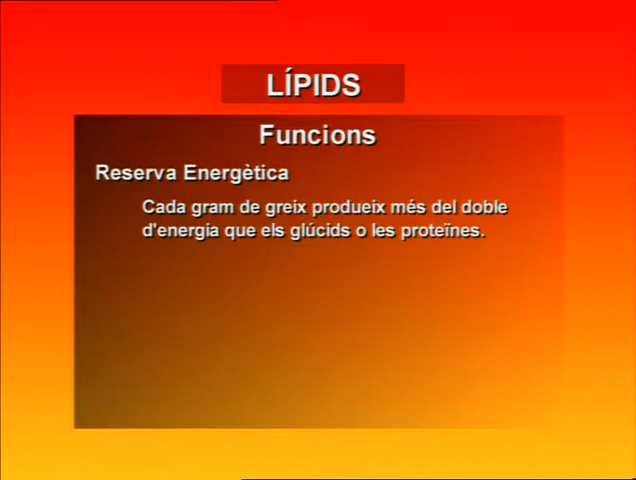 LÍPIDS
Funcions
Reserva Energètica
Cada gram de greix produeix més del doble
d'energia que els glúcids o les proteïnes.